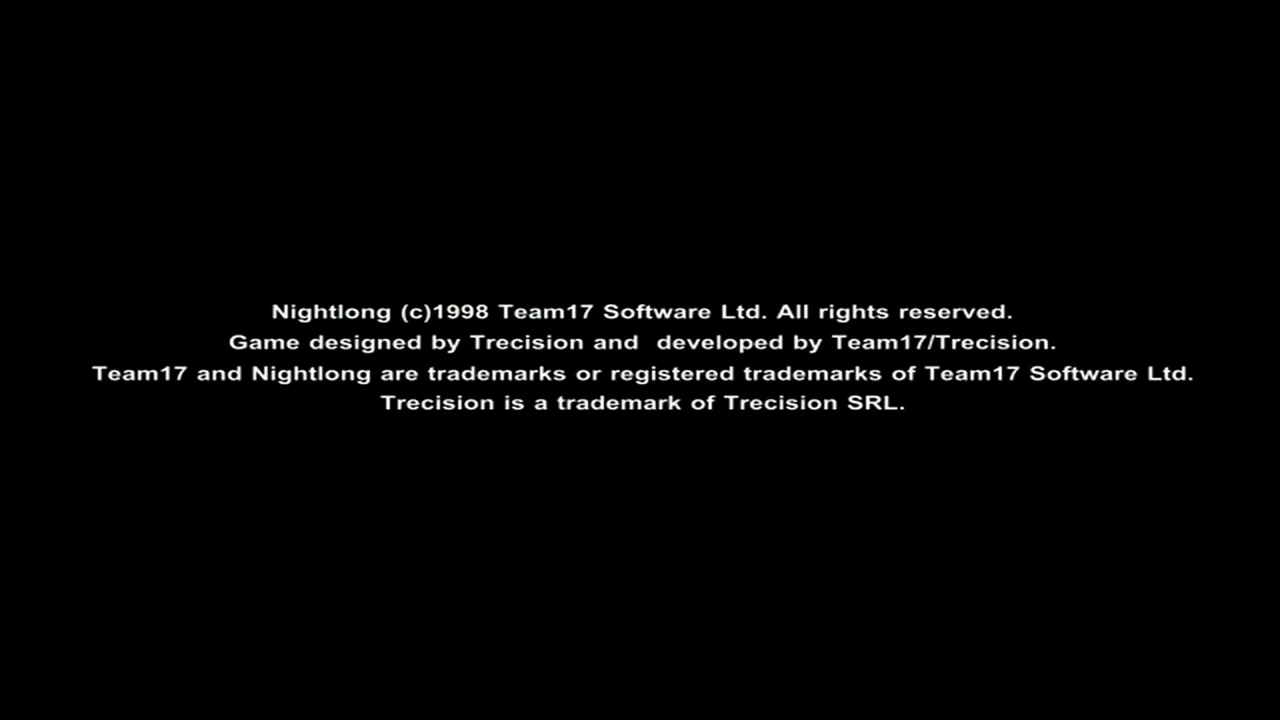 Nightlong (c)1998 Team17 Software Ltd. All rights reserved.
Game designed by Trecision and  developed by Team17/Trecision.
Team17 and Nightlong are trademarks or registered trademarks of Team17 Software Ltd.
Trecision is a trademark of Trecision SRL.